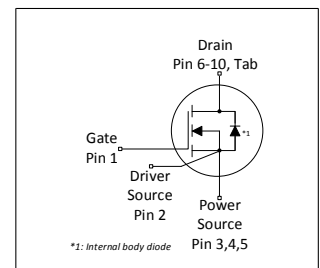 Drain
Pin 6-10, Tab
*1
Gate
Pin 1
Driver
Source
Pin 2
Power
Source
Pin 3,4,5
*1: Internal body diode